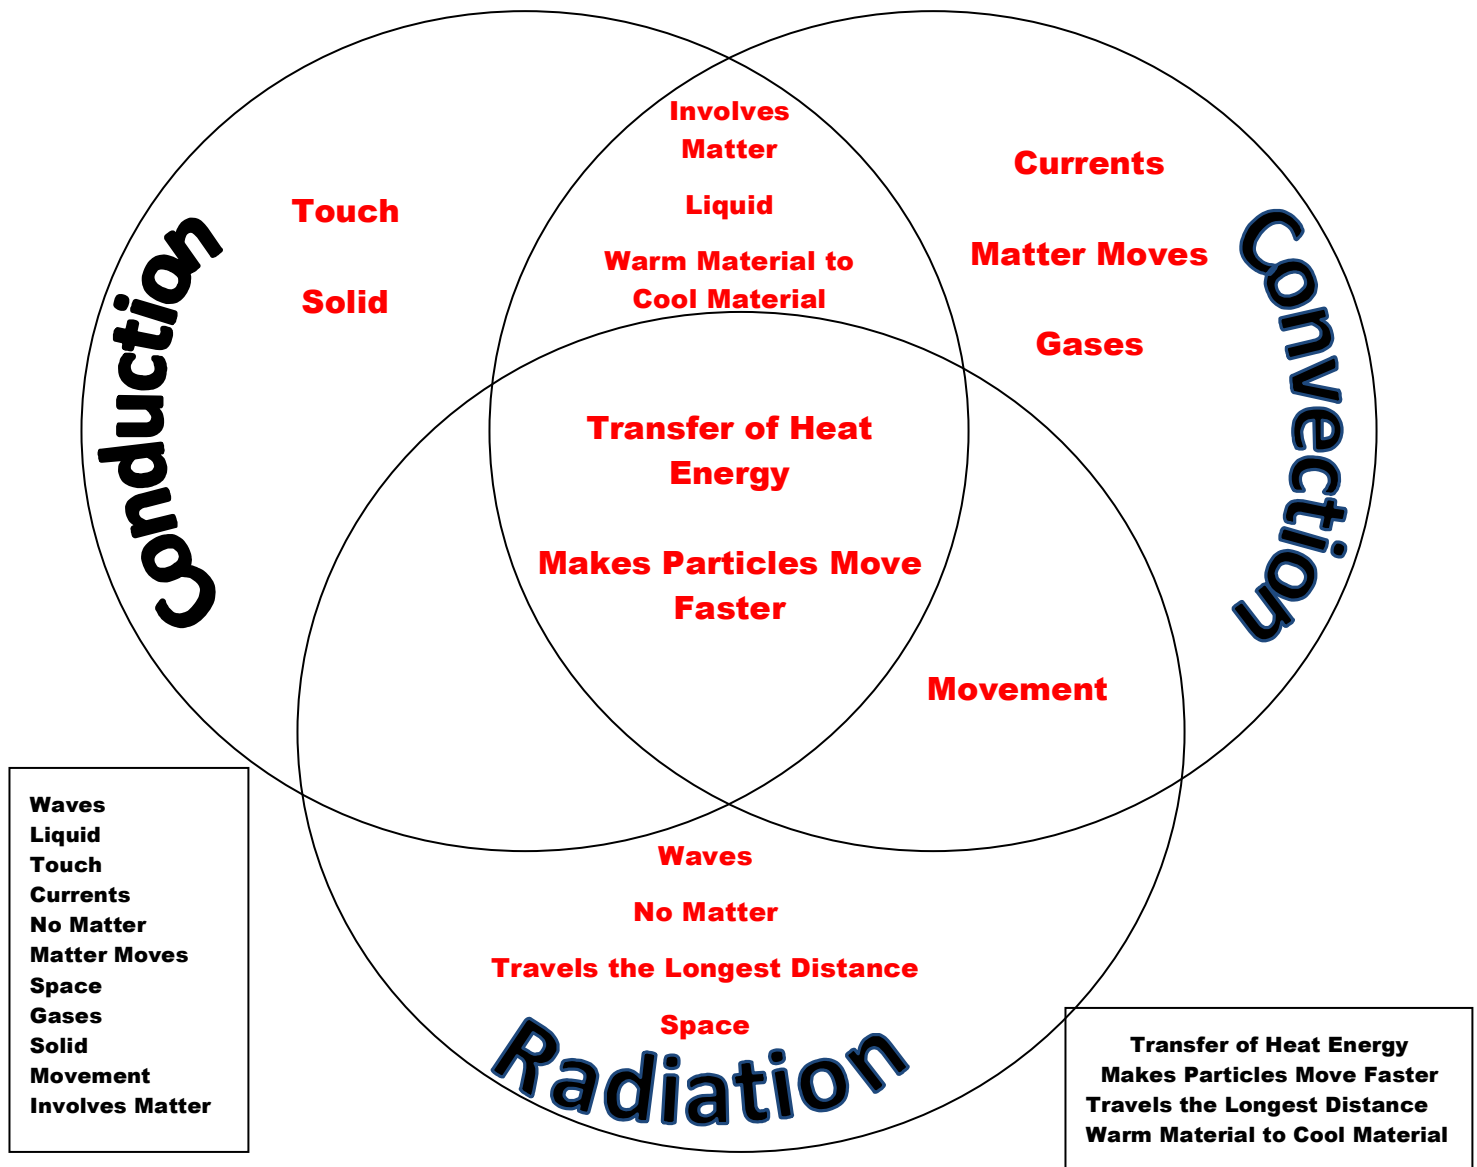 Conduction
Touch
Solid
Involves
Matter
Liquid
Warm Material to
Cool Material
Convection
Currents
Matter Moves
Gases
Transfer of Heat
Energy
Makes Particles Move
Faster
Movement
Waves
No Matter
Travels the Longest Distance
Space
Radiation
Waves
Liquid
Touch
Currents
No Matter
Matter Moves
Space
Gases
Solid
Movement
Involves Matter
Transfer of Heat Energy
Makes Particles Move Faster
Travels the Longest Distance
Warm Material to Cool Material